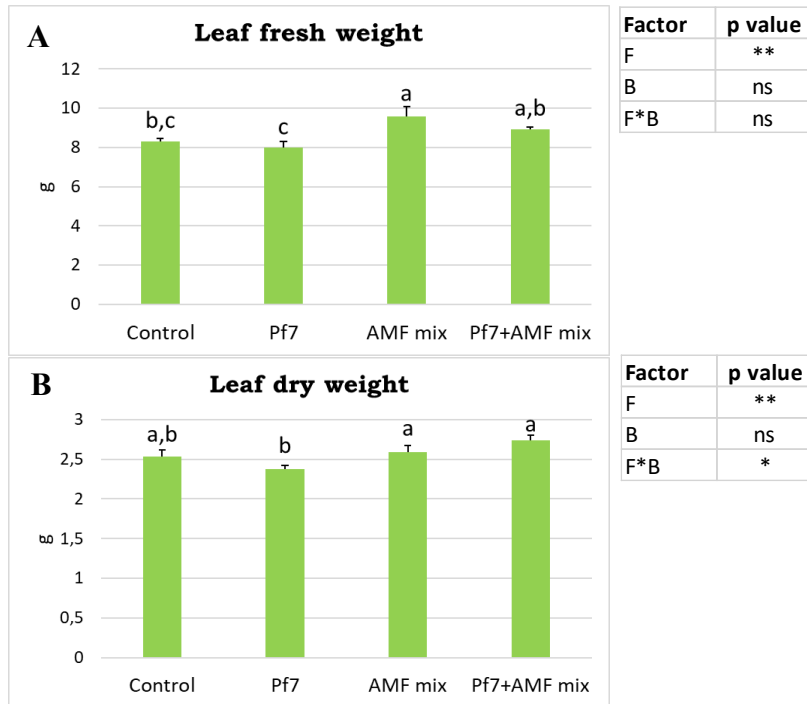 A
Leaf fresh weight
12
10
8
6
4
2
0
g
b,c
c
a
a,b
Control Pf7 AMF mix Pf7+AMF mix
Factor p value
F **
B ns
F*B ns
B
Leaf dry weight
3
2,5
2
1,5
1
0,5
0
g
a,b
b
a
a
Control Pf7 AMF mix Pf7+AMF mix
Factor p value
F **
B ns
F*B *